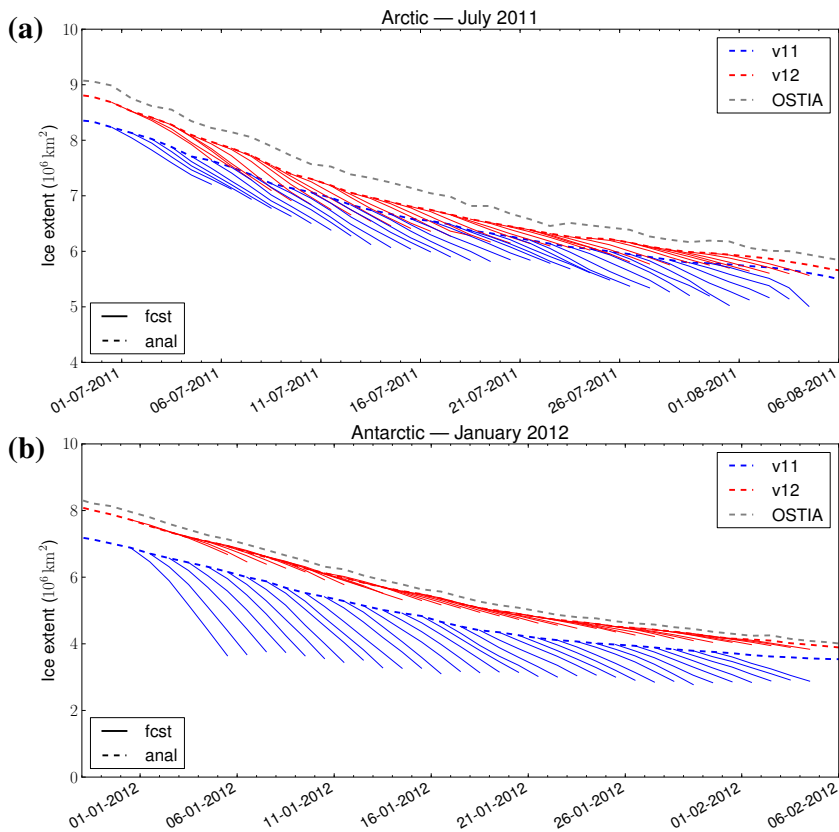 (a)
Arctic — July 2011
10
9
8
7
6
5
4
Ice extent (10⁶ km²)
v11
v12
OSTIA
fcst
anal
01-07-2011
06-07-2011
11-07-2011
16-07-2011
21-07-2011
26-07-2011
01-08-2011
06-08-2011
(b)
Antarctic — January 2012
10
8
6
4
2
0
Ice extent (10⁶ km²)
v11
v12
OSTIA
fcst
anal
01-01-2012
06-01-2012
11-01-2012
16-01-2012
21-01-2012
26-01-2012
01-02-2012
06-02-2012